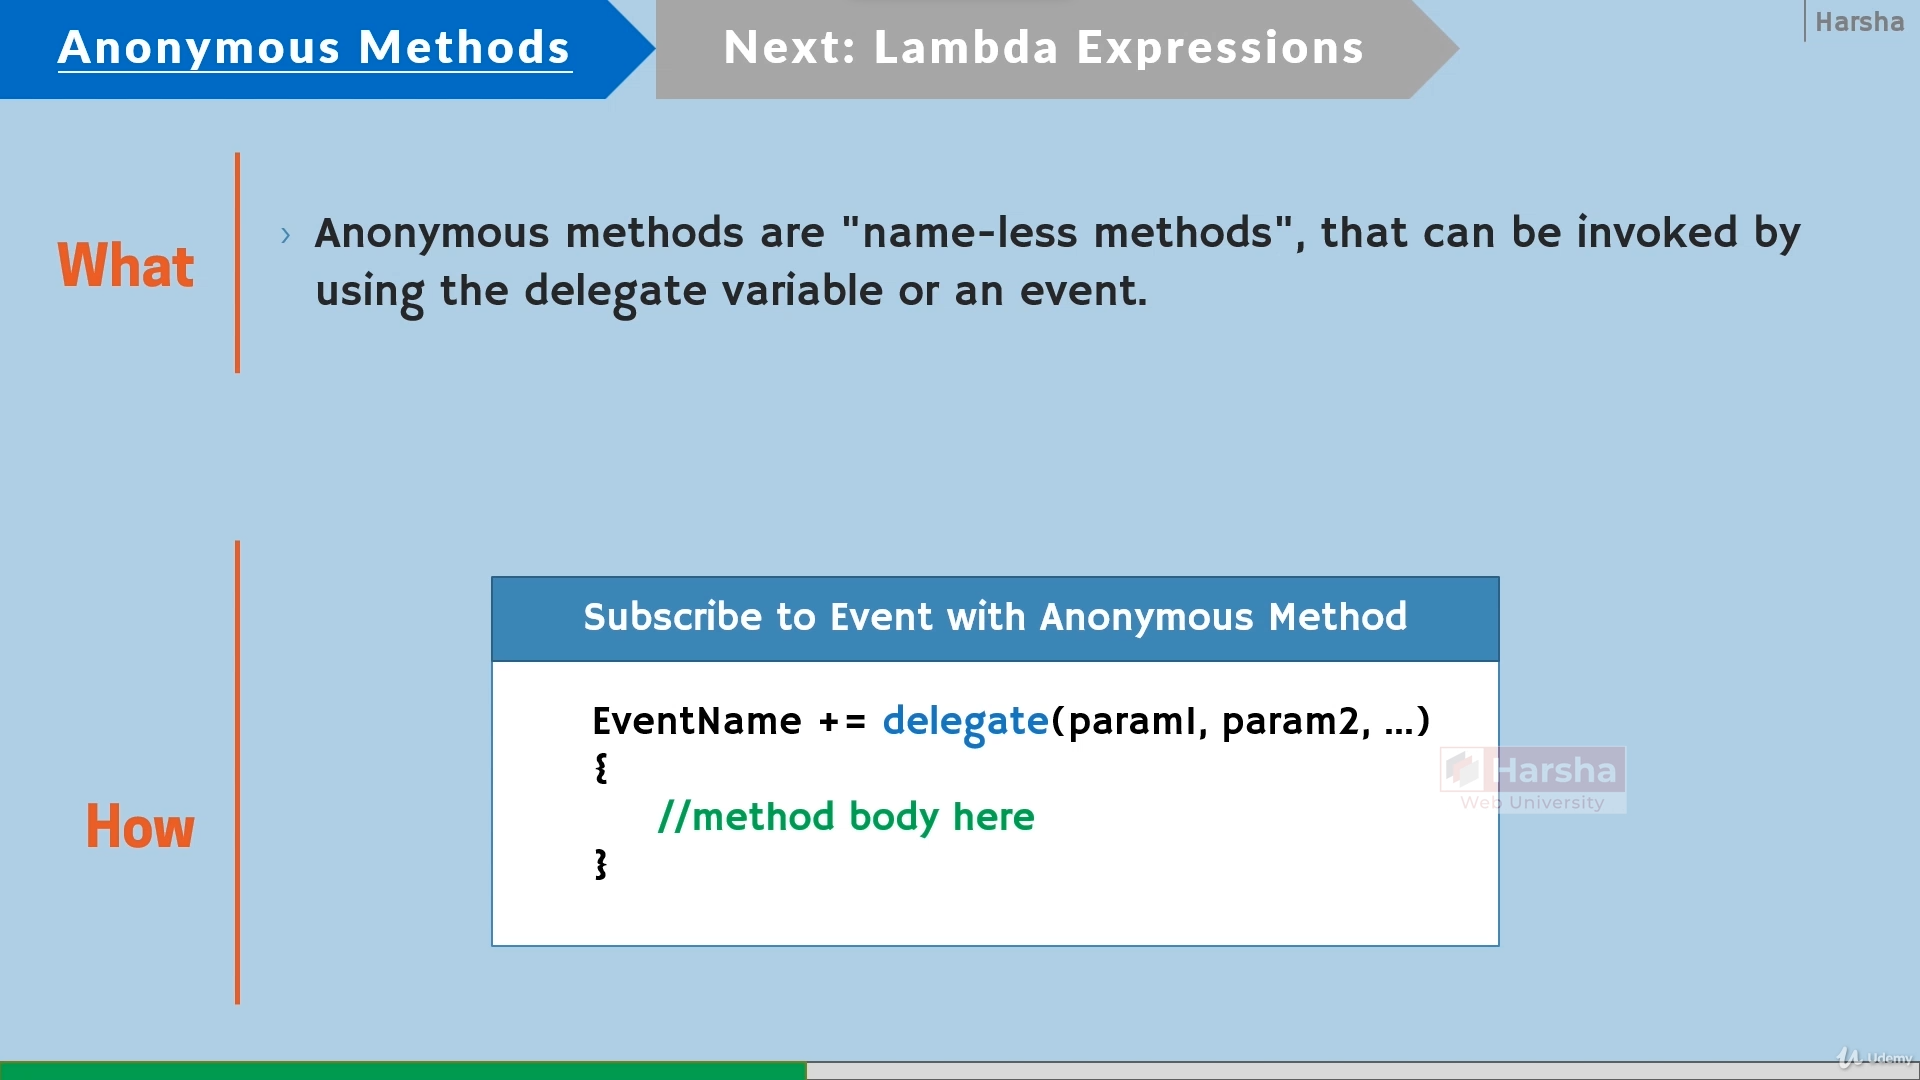 Anonymous Methods
Next: Lambda Expressions
Harsha
What
› Anonymous methods are "name-less methods", that can be invoked by
using the delegate variable or an event.
How
Subscribe to Event with Anonymous Method
EventName += delegate(param1, param2, ...)
{
//method body here
}
Harsha
Web University
Udemy